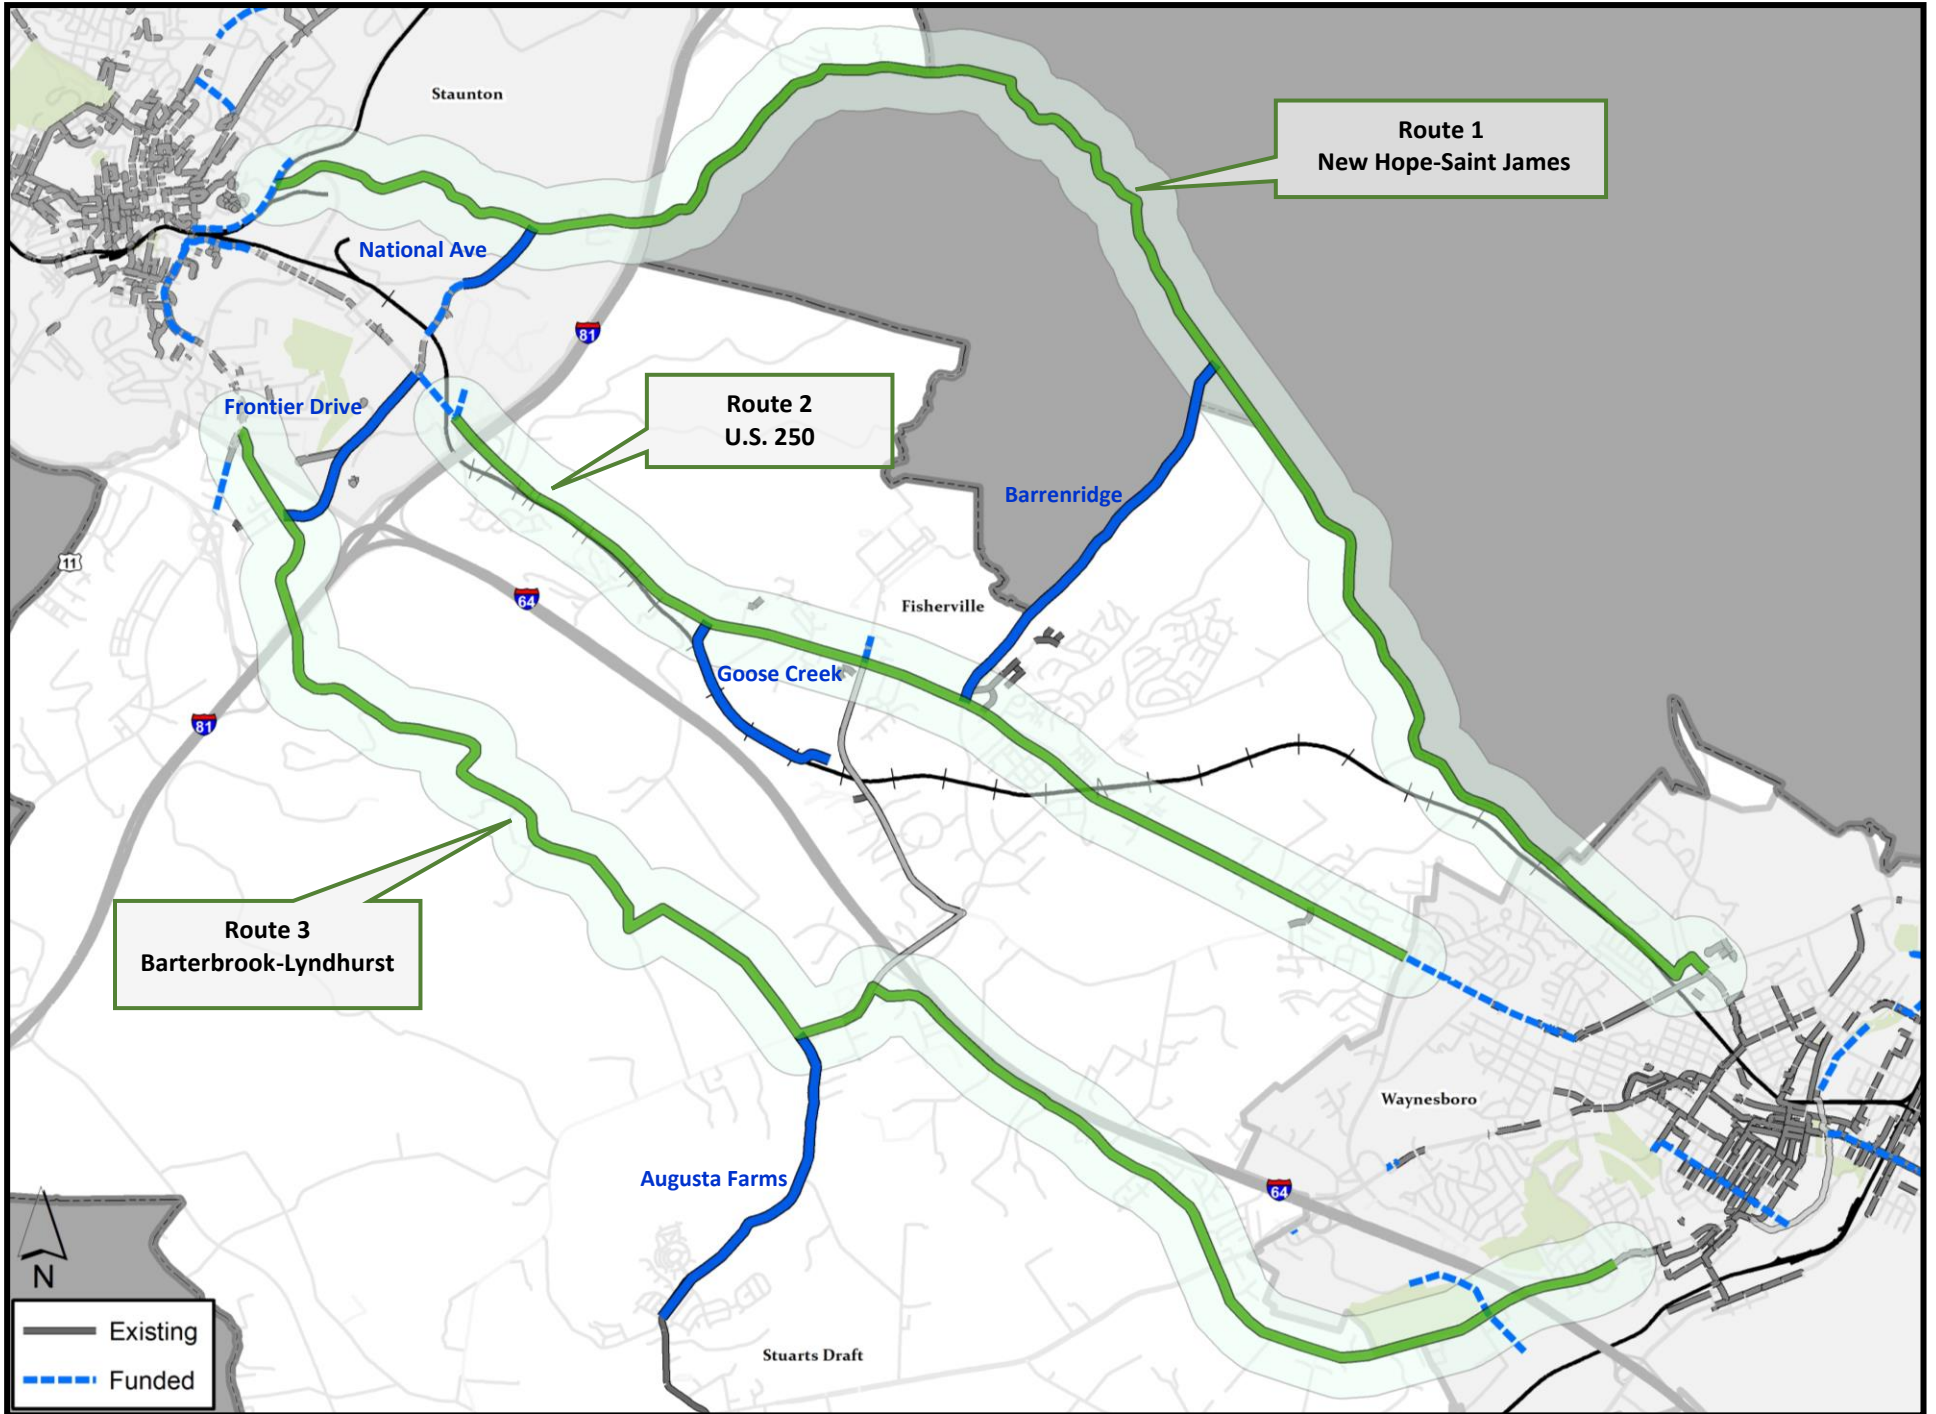 Staunton
Route 1
New Hope-Saint James
National Ave
81
Route 2
U.S. 250
Frontier Drive
Barrenridge
11
64
Fisherville
Goose Creek
81
Route 3
Barterbrook-Lyndhurst
Waynesboro
Augusta Farms
64
N
Existing
Funded
Stuarts Draft